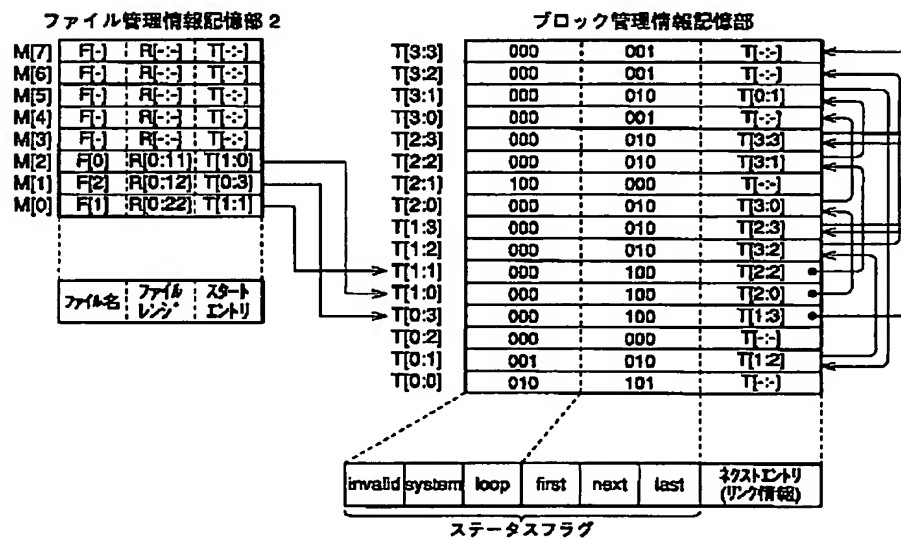 ファイル管理情報記憶部 2
M[7] F[-] R[-:-] T[-:-]
M[6] F[-] R[-:-] T[-:-]
M[5] F[-] R[-:-] T[-:-]
M[4] F[-] R[-:-] T[-:-]
M[3] F[-] R[-:-] T[-:-]
M[2] F[0] R[0:11] T[1:0]
M[1] F[2] R[0:12] T[0:3]
M[0] F[1] R[0:22] T[1:1]
ファイル名 ファイルレンジ スタートエントリ
ブロック管理情報記憶部
T[3:3] 000 001 T[-:-]
T[3:2] 000 001 T[-:-]
T[3:1] 000 010 T[0:1]
T[3:0] 000 001 T[-:-]
T[2:3] 000 010 T[3:3]
T[2:2] 000 010 T[3:1]
T[2:1] 100 000 T[-:-]
T[2:0] 000 010 T[3:0]
T[1:3] 000 010 T[2:3]
T[1:2] 000 010 T[3:2]
T[1:1] 000 100 T[2:2]
T[1:0] 000 100 T[2:0]
T[0:3] 000 100 T[1:3]
T[0:2] 000 000 T[-:-]
T[0:1] 001 010 T[1:2]
T[0:0] 010 101 T[-:-]
invalid system loop first next last ネクストエントリ
(リンク情報)
ステータスフラグ